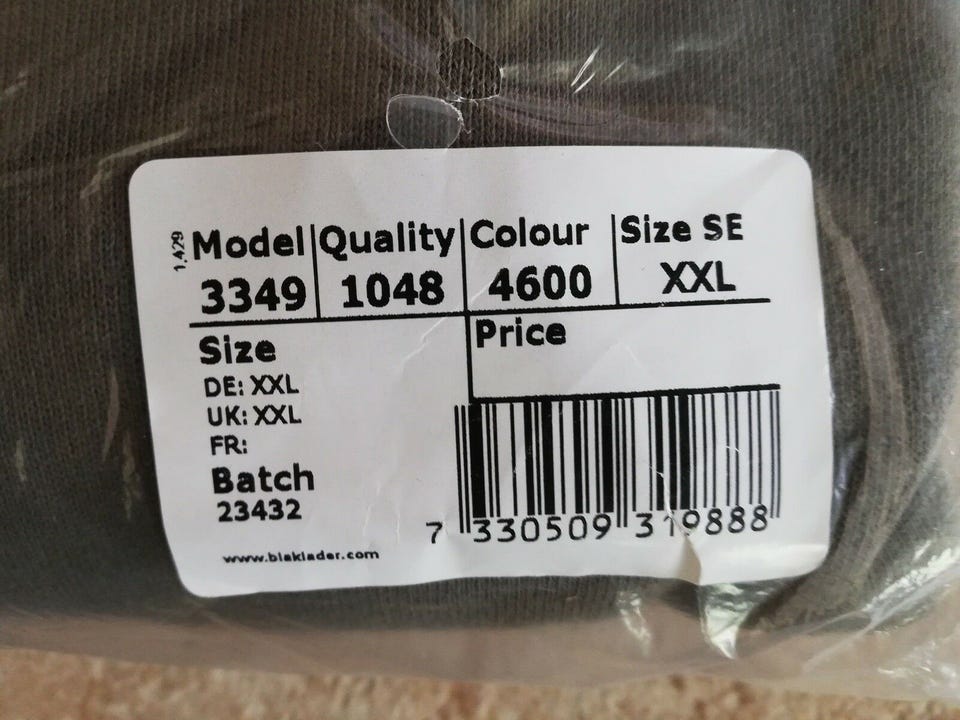 1.429
Model Quality Colour Size SE
3349 1048 4600 XXL
Size Price
DE: XXL
UK: XXL
FR:
Batch
23432
7 330509 319888
www.blaklader.com